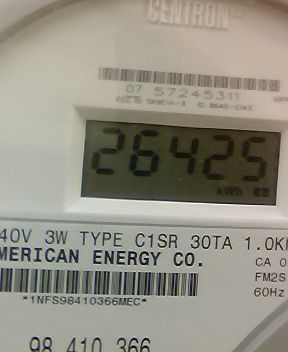 CENTRON®
07 57245311
26425
kWh
40V 3W TYPE C1SR 30TA 1.0K
MERICAN ENERGY CO.
CA 0
FM2S
60Hz
*1NFS98410366MEC*
98 410 366